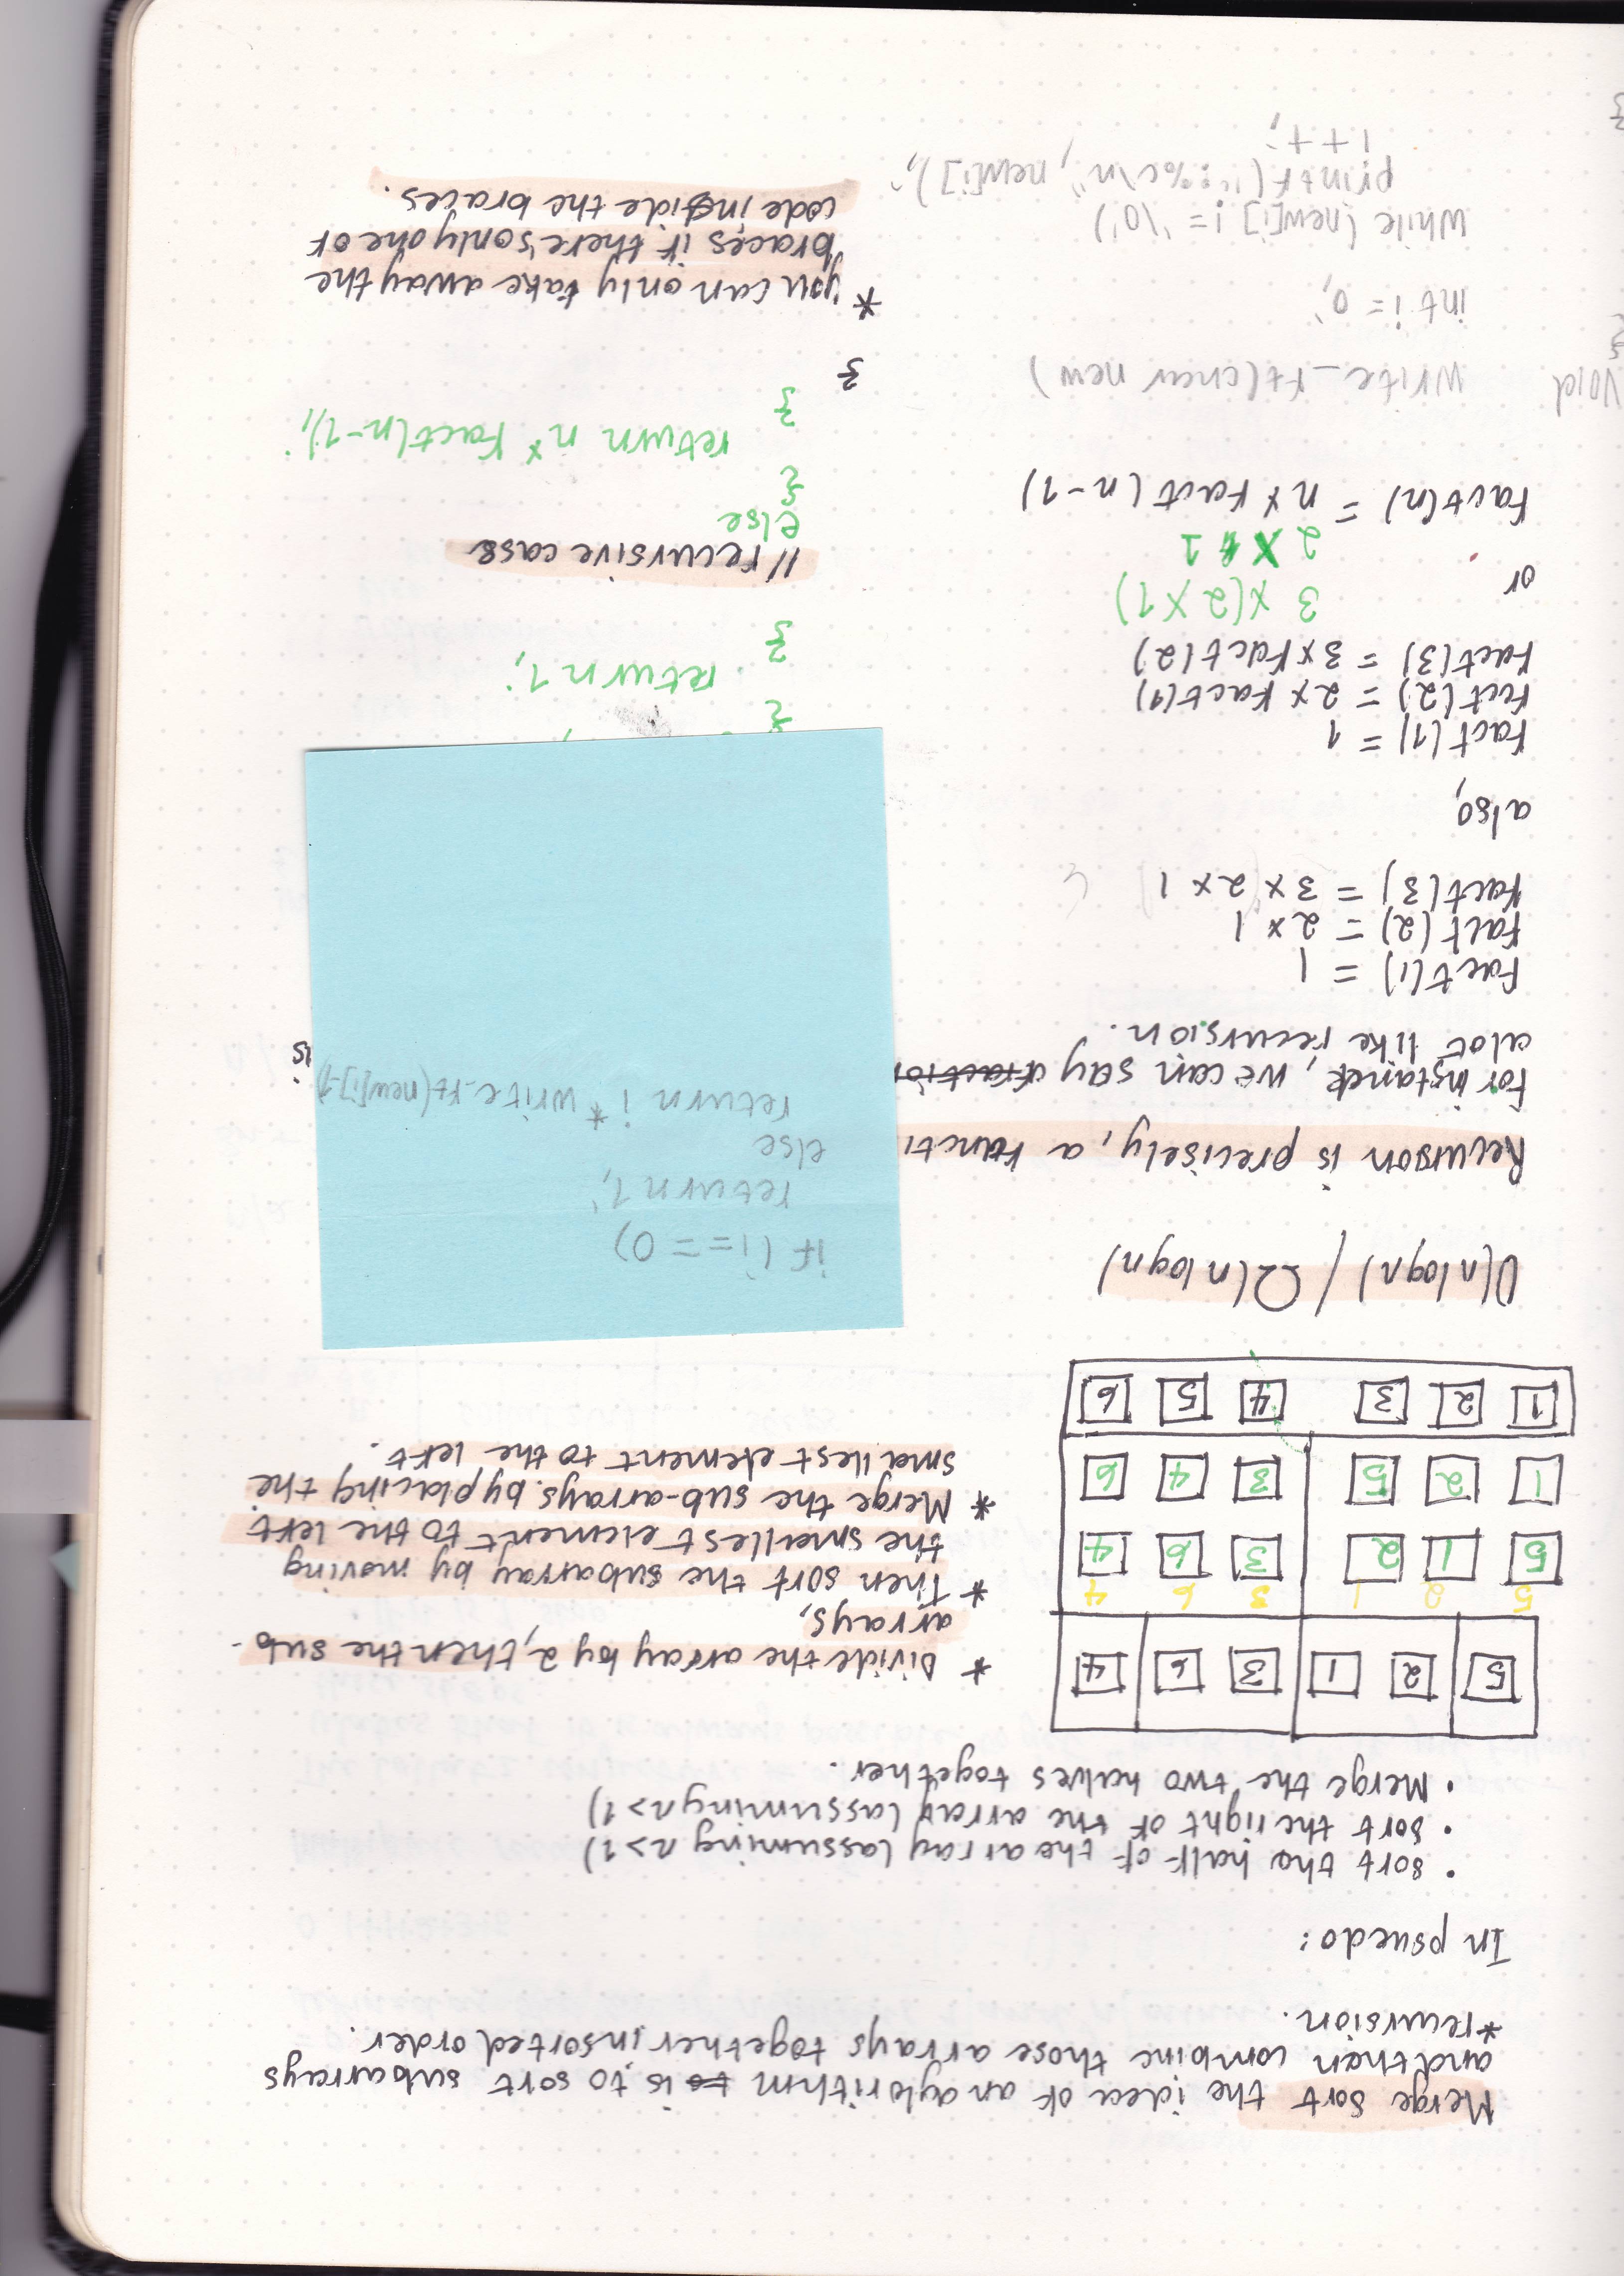 Merge Sort the idea of an aglorithm to is to sort subarrays
and then combine those arrays together, in sorted order.
*recursion.
In psuedo:
• sort the half of the array (assuming n>1)
• sort the right of the array (assuming n>1)
• Merge the two halves together.
5 2 1 3 6 4
5 2 1 3 6 4
5 1 2 3 6 4
1 2 5 3 4 6
1 2 3 4 5 6
* Divide the array by 2, then the sub-
arrays,
* Then sort the subarray by moving
the smallest element to the left
* Merge the sub-arrays. by placing the
smallest element to the left.
O(n log n) / Ω(n log n)
Recursion is precisely, a functi
For instance, we can say
is
alot like recursion.
fact(1) = 1
fact(2) = 2 x 1
fact(3) = 3 x 2 x 1
also,
fact(1) = 1
fact(2) = 2 x fact(1)
fact(3) = 3 x fact(2)
3 x (2 x 1)
or
2 x 1
fact(n) = n x fact(n-1)
void write_ft(char new)
{
int i = 0;
while (new[i] != '\0')
printf(":%c\n", new[i]);
i++;
}
if (i == 0)
return 1;
else
return i * write_ft(new[i]-1)
{
return 1;
}
// recursive case
else
{
return n * fact(n-1);
}
}
* you can only take away the
braces if there's only one of
code inside the braces.